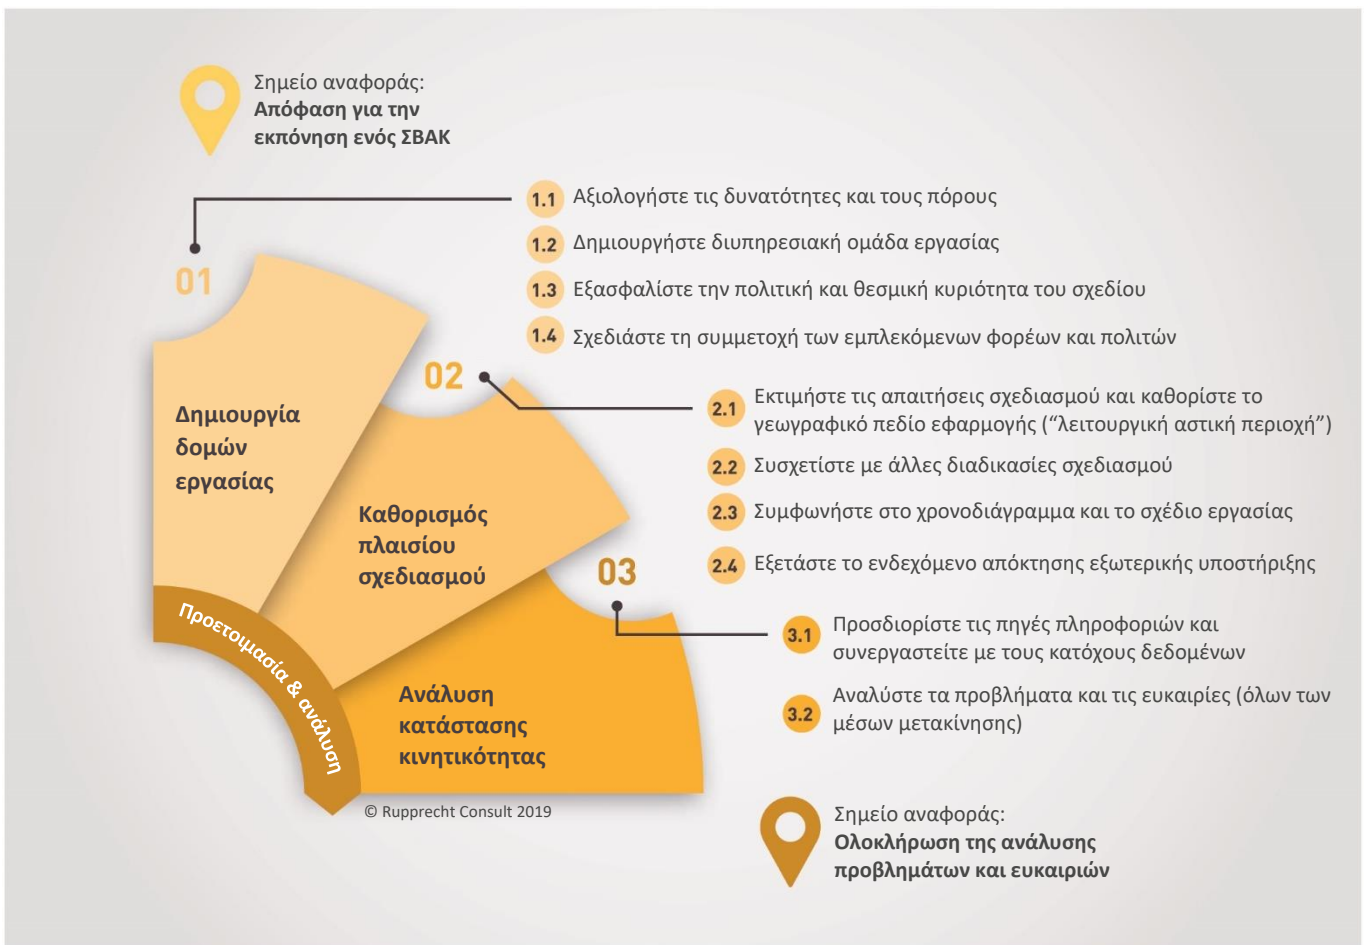 Σημείο αναφοράς:
Απόφαση για την
εκπόνηση ενός ΣΒΑΚ
01
1.1 Αξιολογήστε τις δυνατότητες και τους πόρους
1.2 Δημιουργήστε διυπηρεσιακή ομάδα εργασίας
1.3 Εξασφαλίστε την πολιτική και θεσμική κυριότητα του σχεδίου
1.4 Σχεδιάστε τη συμμετοχή των εμπλεκόμενων φορέων και πολιτών
Δημιουργία
δομών
εργασίας
02
2.1 Εκτιμήστε τις απαιτήσεις σχεδιασμού και καθορίστε το
γεωγραφικό πεδίο εφαρμογής (“λειτουργική αστική περιοχή”)
2.2 Συσχετίστε με άλλες διαδικασίες σχεδιασμού
2.3 Συμφωνήστε στο χρονοδιάγραμμα και το σχέδιο εργασίας
2.4 Εξετάστε το ενδεχόμενο απόκτησης εξωτερικής υποστήριξης
Καθορισμός
πλαισίου
σχεδιασμού
03
3.1 Προσδιορίστε τις πηγές πληροφοριών και
συνεργαστείτε με τους κατόχους δεδομένων
3.2 Αναλύστε τα προβλήματα και τις ευκαιρίες (όλων των
μέσων μετακίνησης)
Ανάλυση
κατάστασης
κινητικότητας
Προετοιμασία & ανάλυση
© Rupprecht Consult 2019
Σημείο αναφοράς:
Ολοκλήρωση της ανάλυσης
προβλημάτων και ευκαιριών